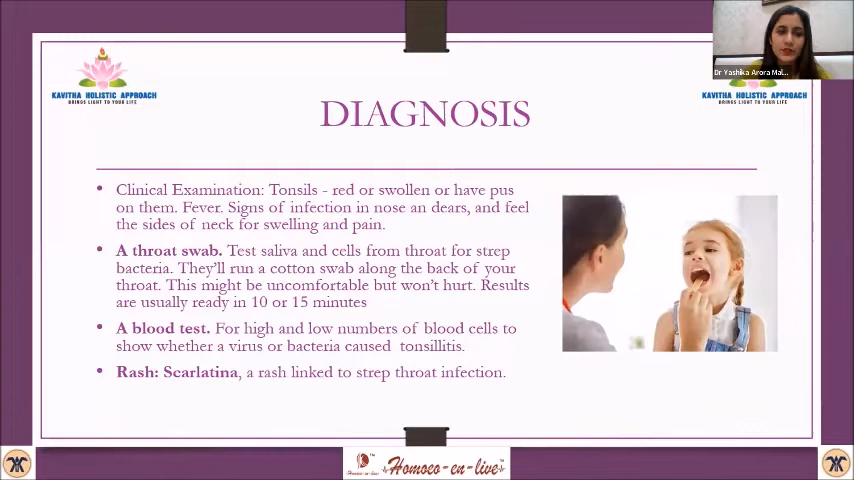 Dr Yashika Arora Mal...
KAVITHA HOLISTIC APPROACH
BRINGS LIGHT TO YOUR LIFE
KAVITHA HOLISTIC APPROACH
BRINGS LIGHT TO YOUR LIFE
DIAGNOSIS
• Clinical Examination: Tonsils - red or swollen or have pus
on them. Fever. Signs of infection in nose an dears, and feel
the sides of neck for swelling and pain.
• A throat swab. Test saliva and cells from throat for strep
bacteria. They’ll run a cotton swab along the back of your
throat. This might be uncomfortable but won’t hurt. Results
are usually ready in 10 or 15 minutes
• A blood test. For high and low numbers of blood cells to
show whether a virus or bacteria caused tonsillitis.
• Rash: Scarlatina, a rash linked to strep throat infection.
Homoeo-en-live
Homoeo-en-live™